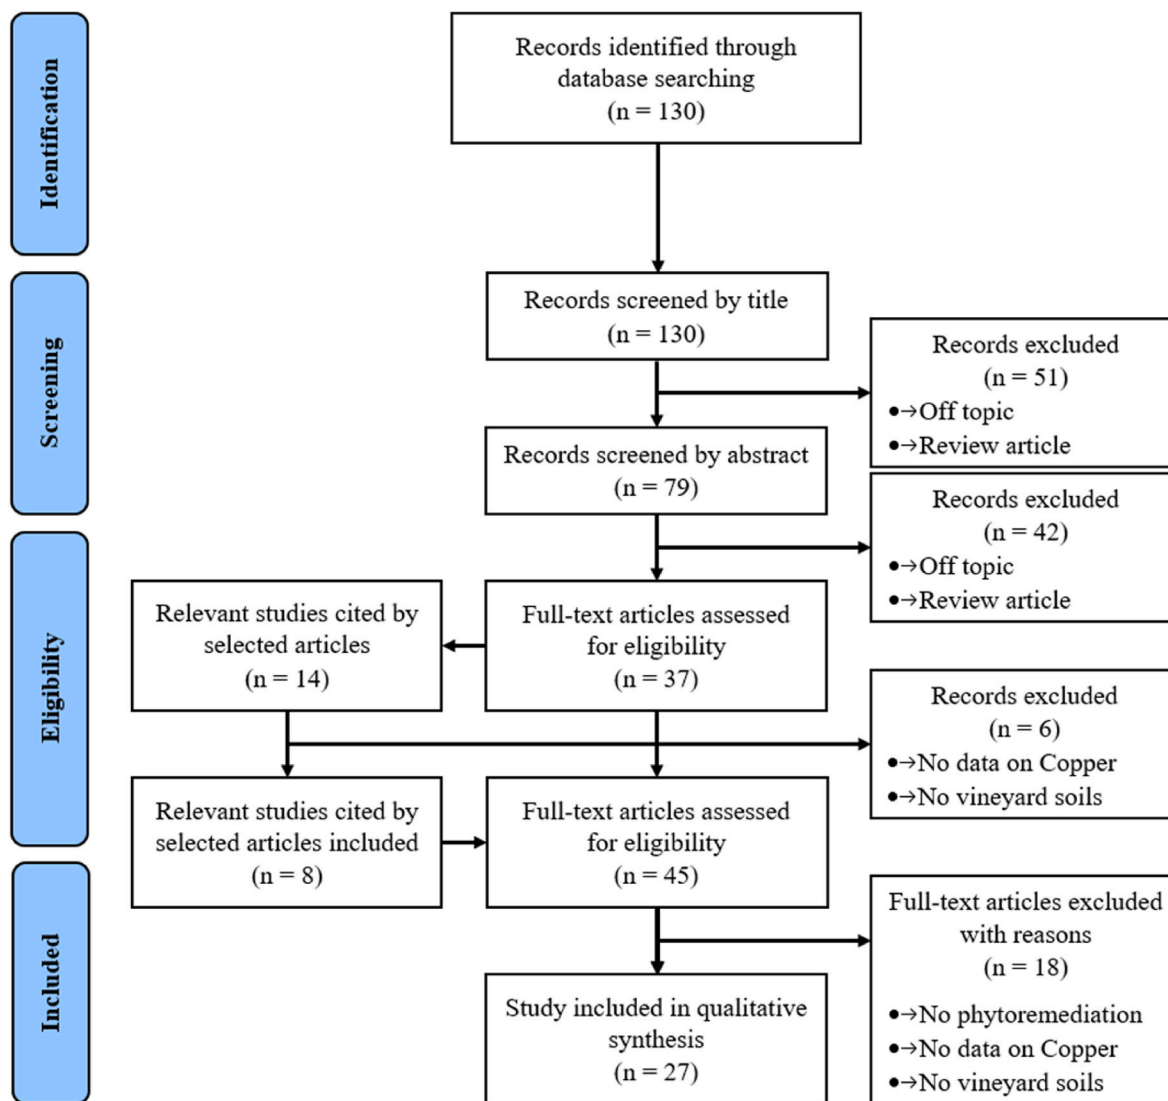 Identification
Records identified through
database searching
(n = 130)
Screening
Records screened by title
(n = 130)
Records excluded
(n = 51)
•→Off topic
•→Review article
Records screened by abstract
(n = 79)
Records excluded
(n = 42)
•→Off topic
•→Review article
Eligibility
Relevant studies cited by
selected articles
(n = 14)
Full-text articles assessed
for eligibility
(n = 37)
Records excluded
(n = 6)
•→No data on Copper
•→No vineyard soils
Relevant studies cited by
selected articles included
(n = 8)
Full-text articles assessed
for eligibility
(n = 45)
Included
Full-text articles excluded
with reasons
(n = 18)
•→No phytoremediation
•→No data on Copper
•→No vineyard soils
Study included in qualitative
synthesis
(n = 27)